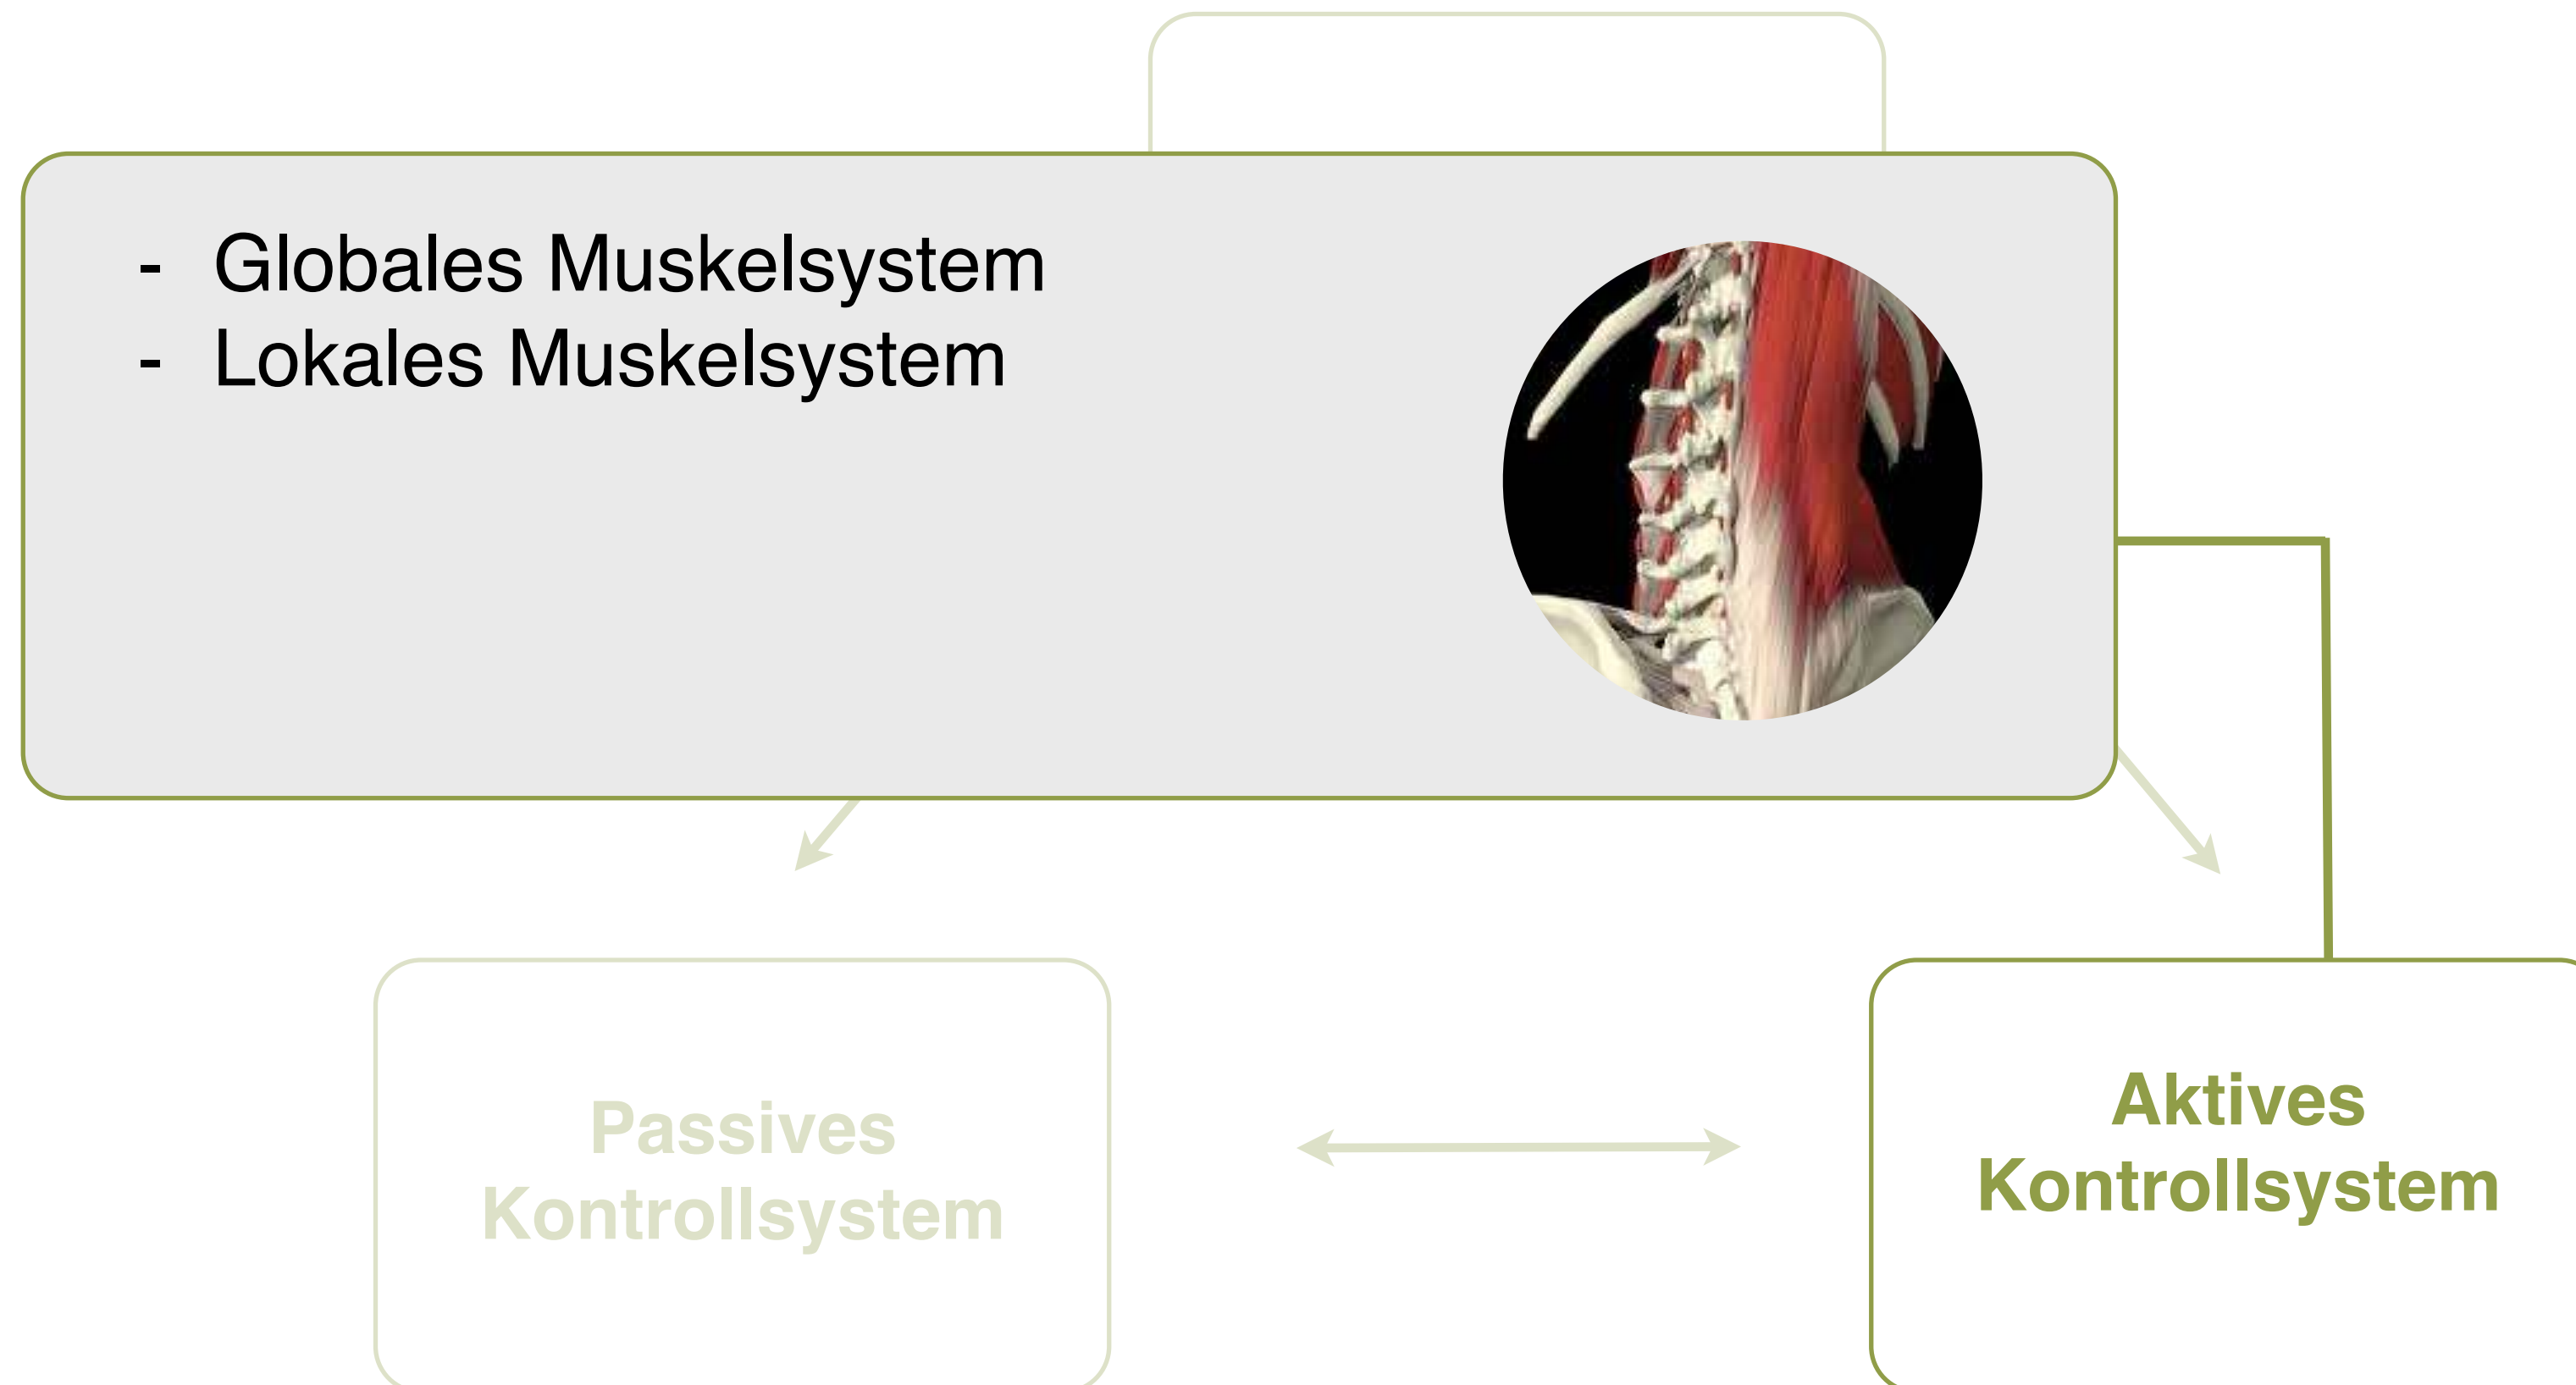 - Globales Muskelsystem
- Lokales Muskelsystem
Passives
Kontrollsystem
Aktives
Kontrollsystem